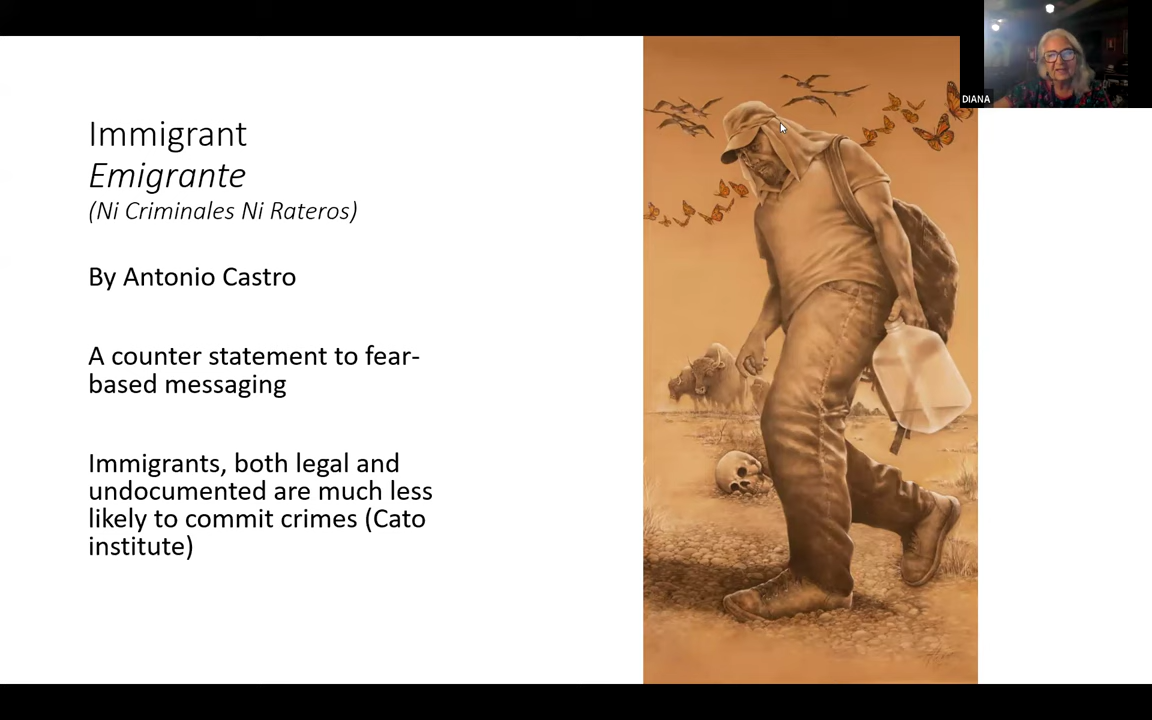 Immigrant
Emigrante
(Ni Criminales Ni Rateros)
By Antonio Castro
A counter statement to fear-
based messaging
Immigrants, both legal and
undocumented are much less
likely to commit crimes (Cato
institute)
DIANA